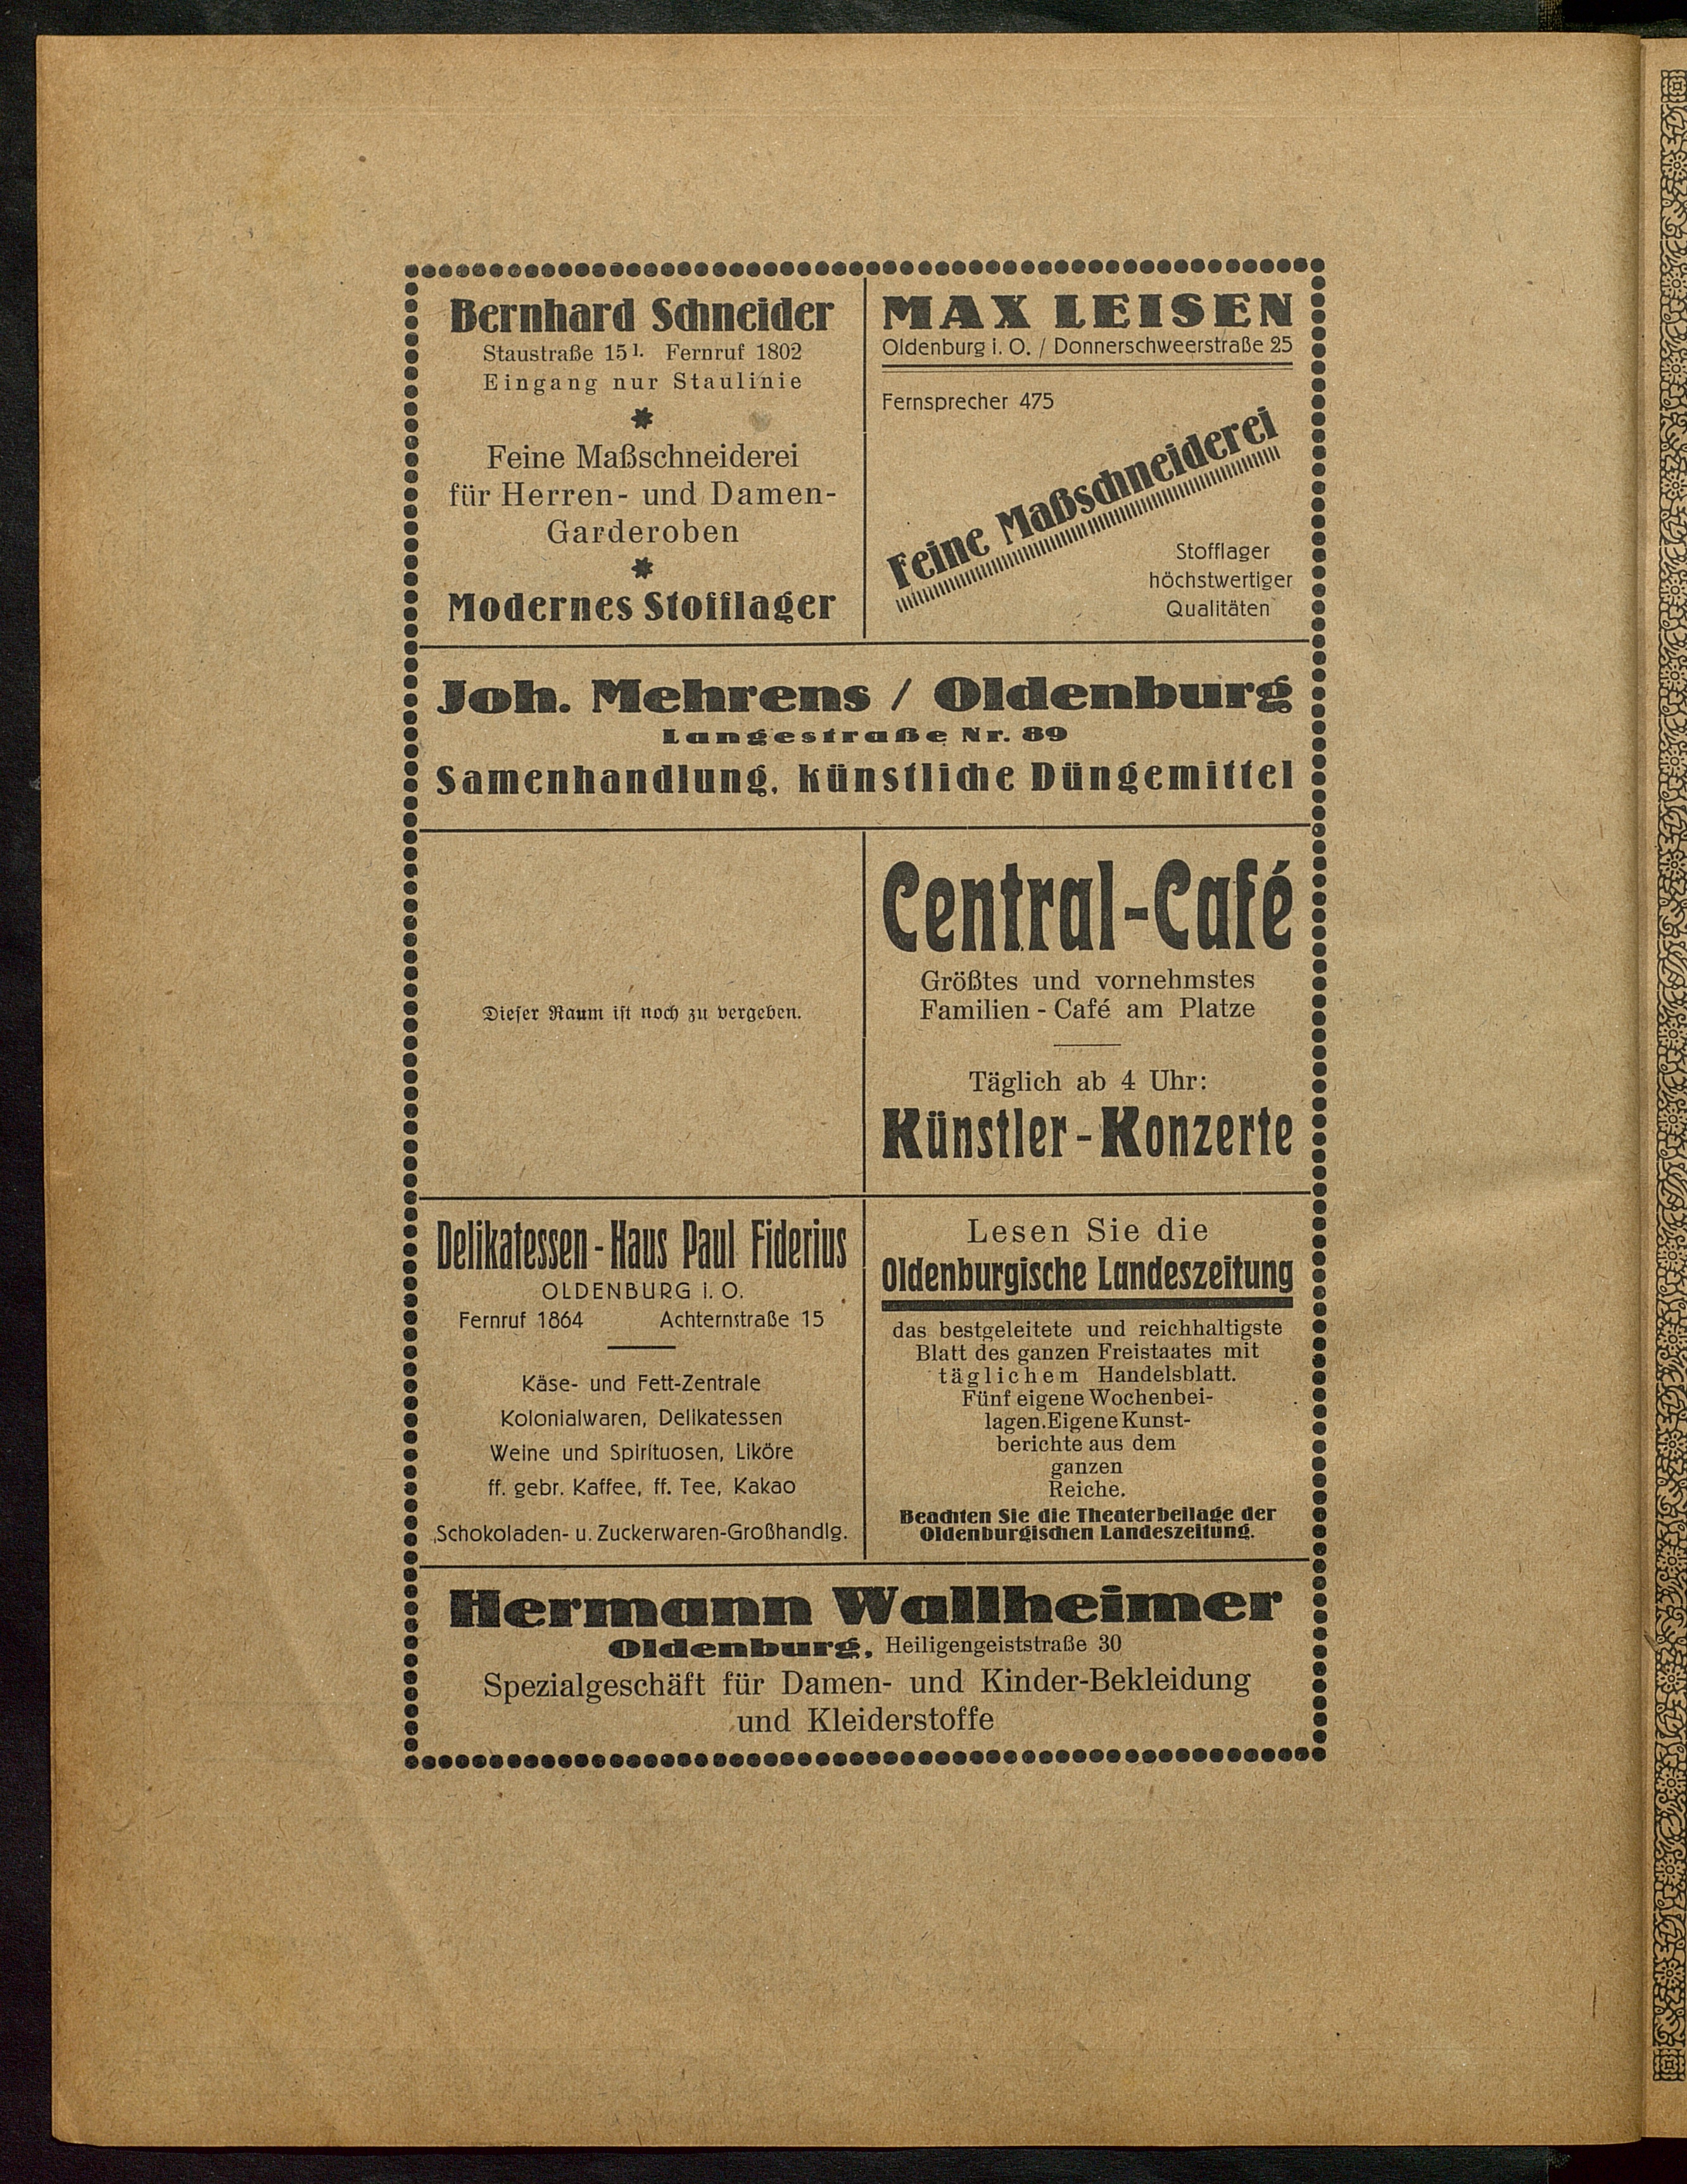 Bernhard Schneider
Staustraße 15 I. Fernruf 1802
Eingang nur Staulinie
Feine Maßschneiderei
für Herren- und Damen-
Garderoben
Modernes Stofflager
MAX LEISEN
Oldenburg i. O. / Donnerschweerstraße 25
Fernsprecher 475
Feine Maßschneiderei
Stofflager
höchstwertiger
Qualitäten
Joh. Mehrens / Oldenburg
Langestraße Nr. 89
Samenhandlung, künstliche Düngemittel
Dieser Raum ist noch zu vergeben.
Central-Café
Größtes und vornehmstes
Familien - Café am Platze
Täglich ab 4 Uhr:
Künstler-Konzerte
Delikatessen-Haus Paul Fiderius
OLDENBURG i. O.
Fernruf 1864 Achternstraße 15
Käse- und Fett-Zentrale
Kolonialwaren, Delikatessen
Weine und Spirituosen, Liköre
ff. gebr. Kaffee, ff. Tee, Kakao
Schokoladen- u. Zuckerwaren-Großhandlg.
Lesen Sie die
Oldenburgische Landeszeitung
das bestgeleitete und reichhaltigste
Blatt des ganzen Freistaates mit
täglichem Handelsblatt.
Fünf eigene Wochenbei-
lagen. Eigene Kunst-
berichte aus dem
ganzen
Reiche.
Beachten Sie die Theaterbeilage der
Oldenburgischen Landeszeitung.
Hermann Wallheimer
Oldenburg, Heiligengeiststraße 30
Spezialgeschäft für Damen- und Kinder-Bekleidung
und Kleiderstoffe